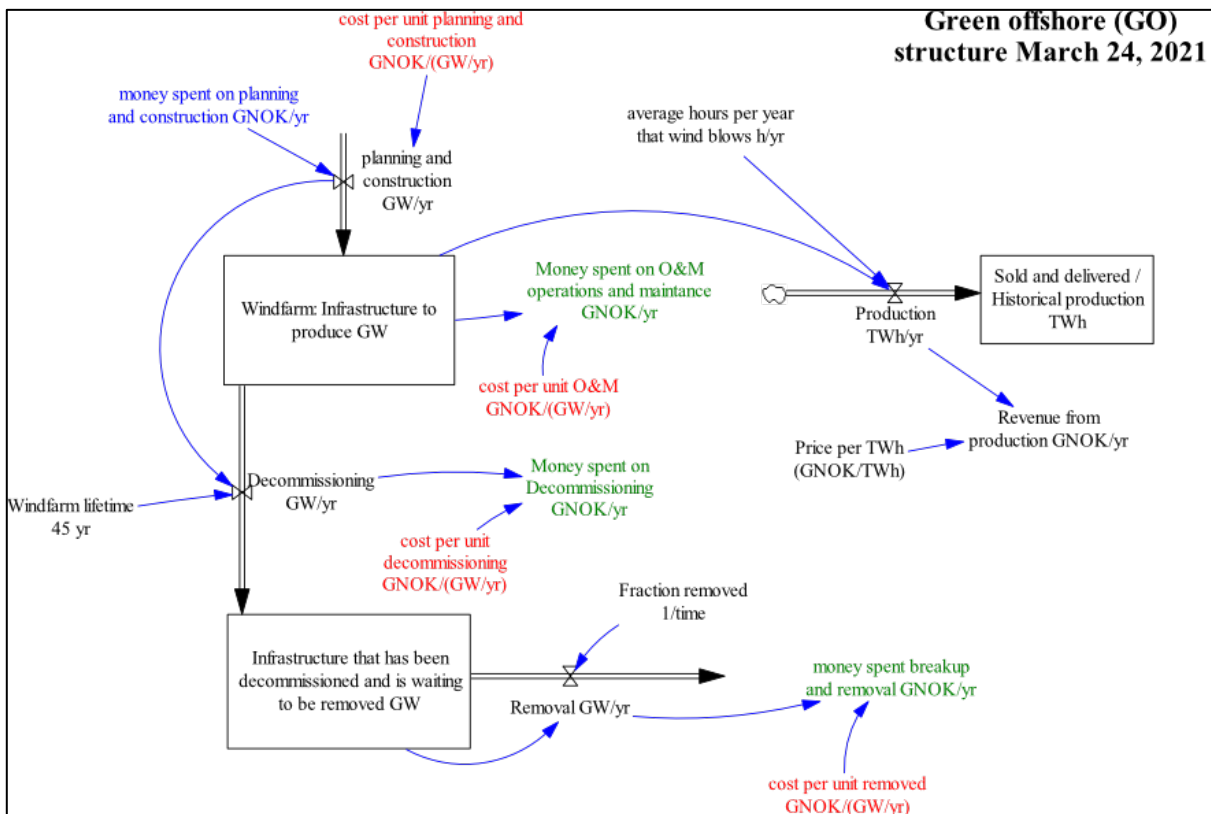 Green offshore (GO)
structure March 24, 2021
cost per unit planning and
construction
GNOK/(GW/yr)
money spent on planning
and construction GNOK/yr
planning and
construction
GW/yr
average hours per year
that wind blows h/yr
Windfarm: Infrastructure to
produce GW
Money spent on O&M
operations and maintance
GNOK/yr
cost per unit O&M
GNOK/(GW/yr)
Production
TWh/yr
Sold and delivered /
Historical production
TWh
Revenue from
production GNOK/yr
Price per TWh
(GNOK/TWh)
Windfarm lifetime
45 yr
Decommissioning
GW/yr
Money spent on
Decommissioning
GNOK/yr
cost per unit
decommissioning
GNOK/(GW/yr)
Infrastructure that has been
decommissioned and is waiting
to be removed GW
Fraction removed
1/time
Removal GW/yr
money spent breakup
and removal GNOK/yr
cost per unit removed
GNOK/(GW/yr)